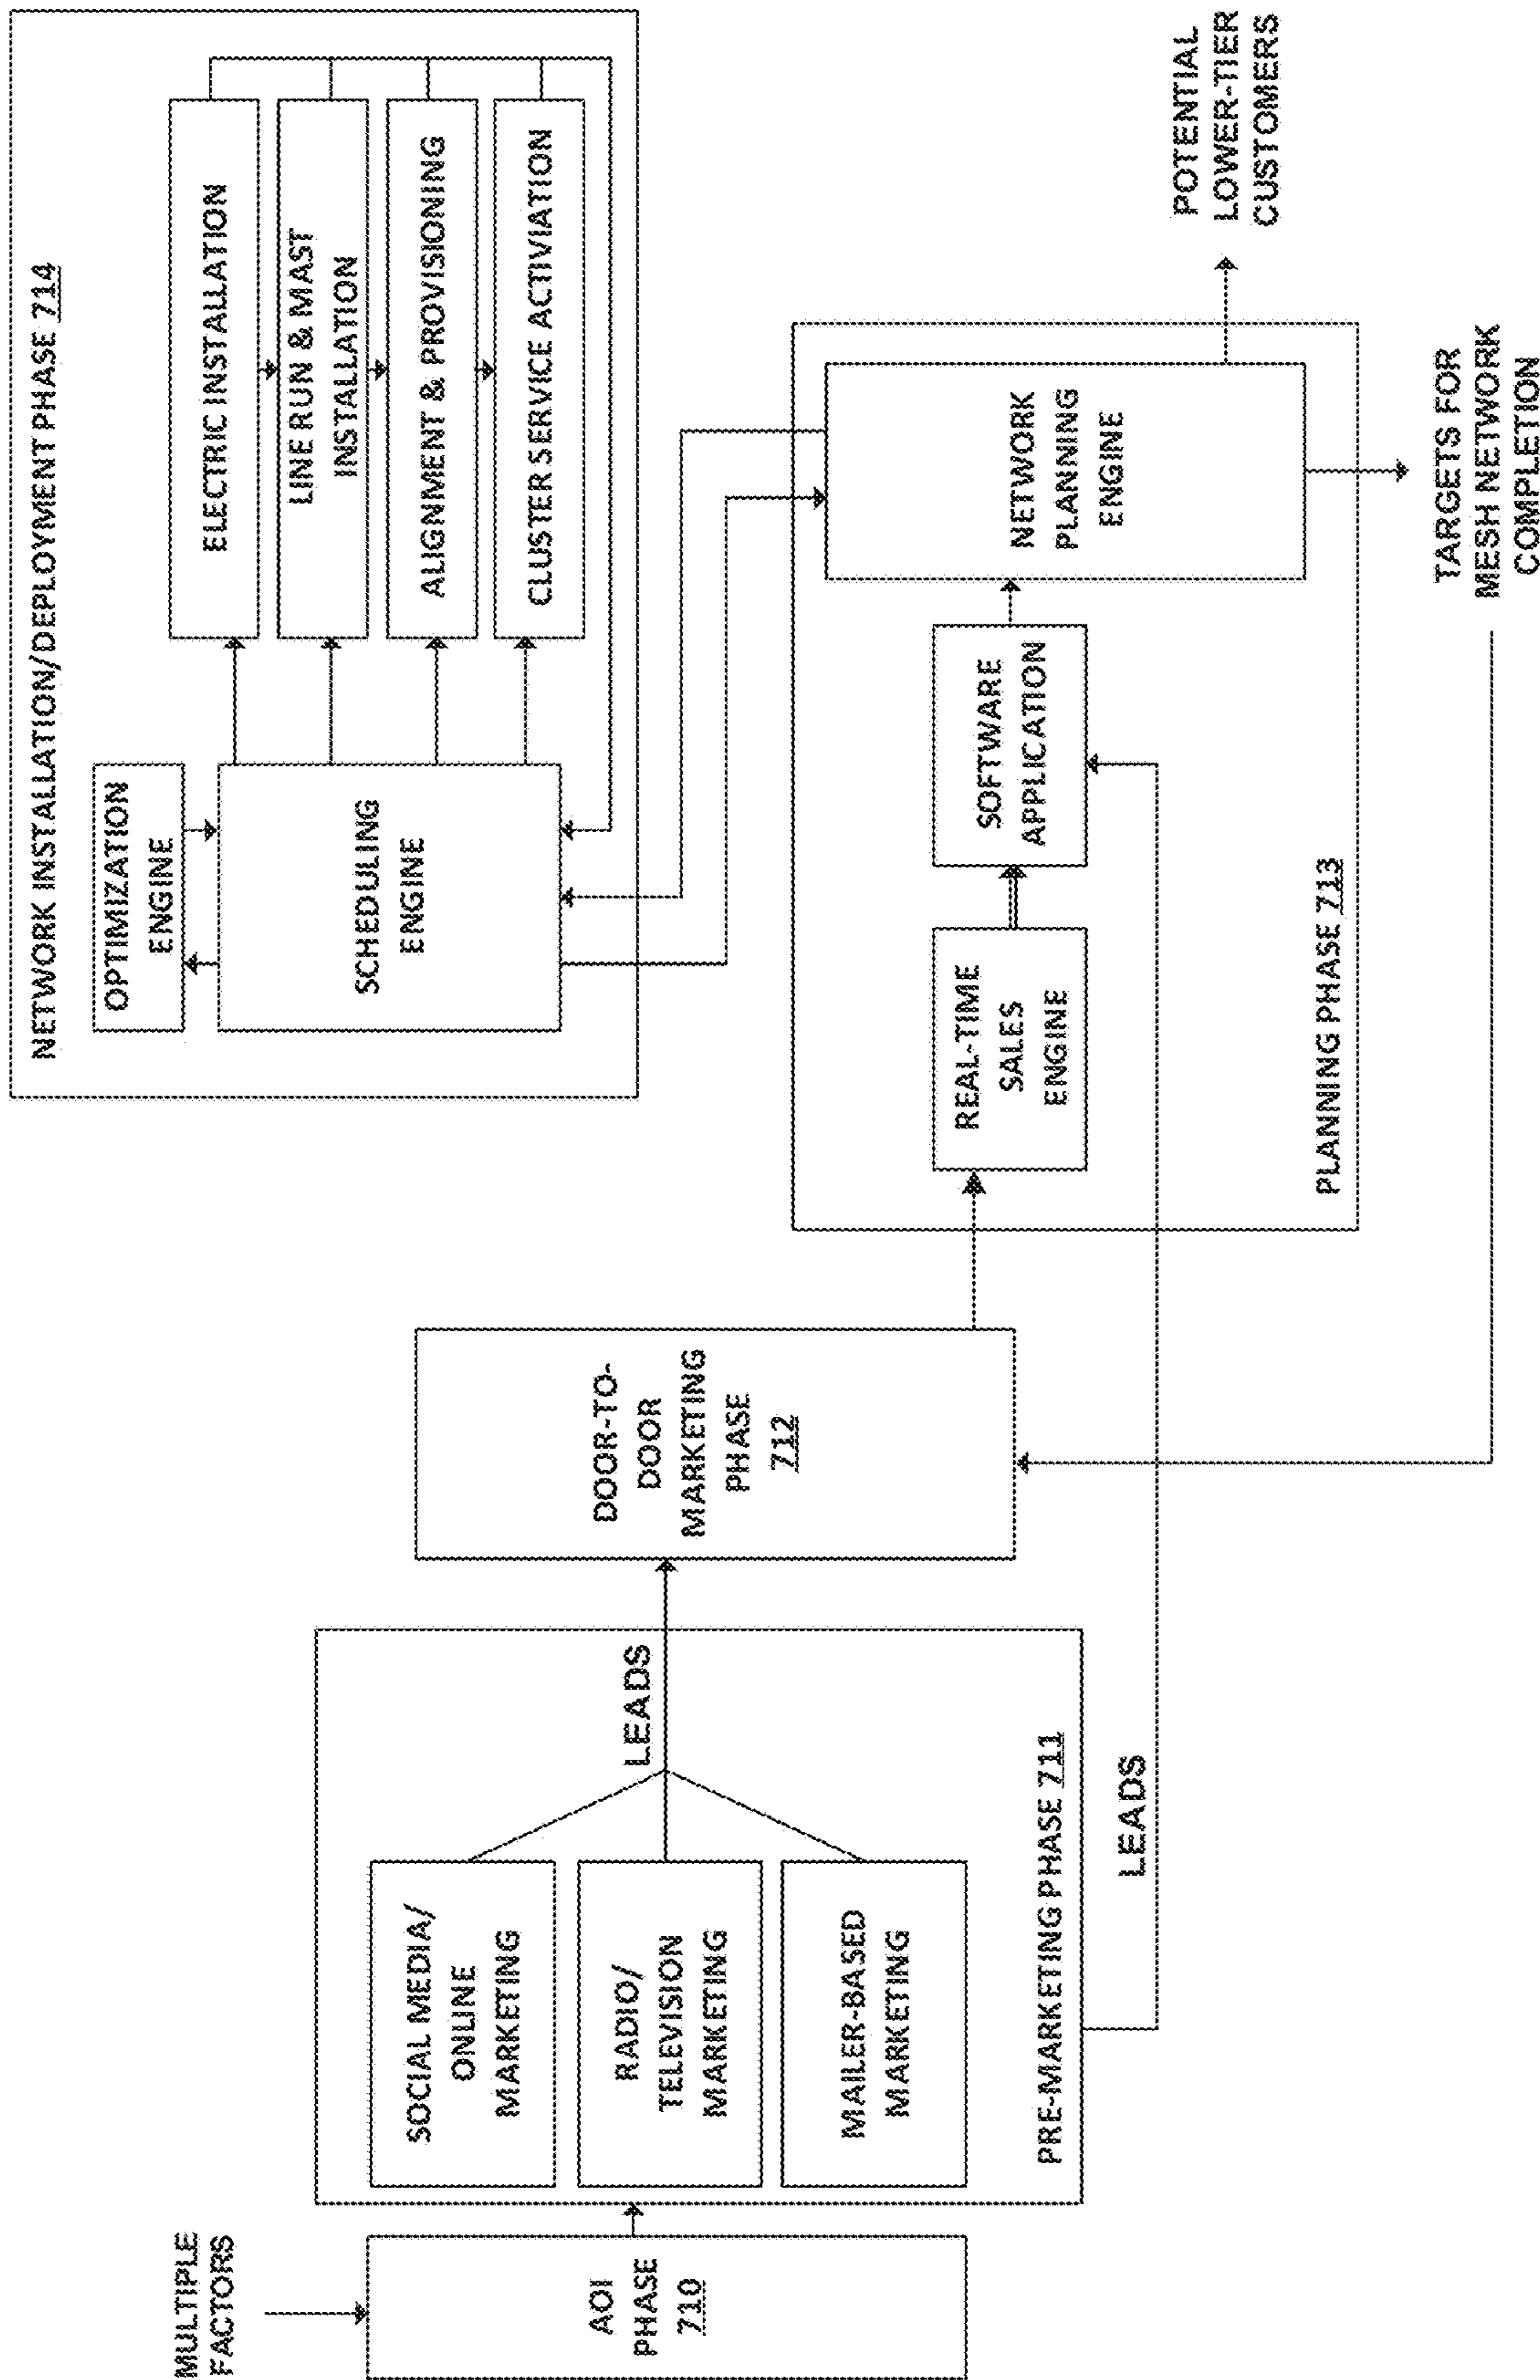 MULTIPLE
FACTORS
AOI
PHASE
710
SOCIAL MEDIA/
ONLINE
MARKETING
RADIO/
TELEVISION
MARKETING
MAILER-BASED
MARKETING
PRE-MARKETING PHASE 711
LEADS
LEADS
DOOR-TO-
DOOR
MARKETING
PHASE
712
NETWORK INSTALLATION/DEPLOYMENT PHASE 714
OPTIMIZATION
ENGINE
SCHEDULING
ENGINE
ELECTRIC INSTALLATION
LINE RUN & MAST
INSTALLATION
ALIGNMENT & PROVISIONING
CLUSTER SERVICE ACTIVIATION
REAL-TIME
SALES
ENGINE
SOFTWARE
APPLICATION
NETWORK
PLANNING
ENGINE
PLANNING PHASE 713
POTENTIAL
LOWER-TIER
CUSTOMERS
TARGETS FOR
MESH NETWORK
COMPLETION